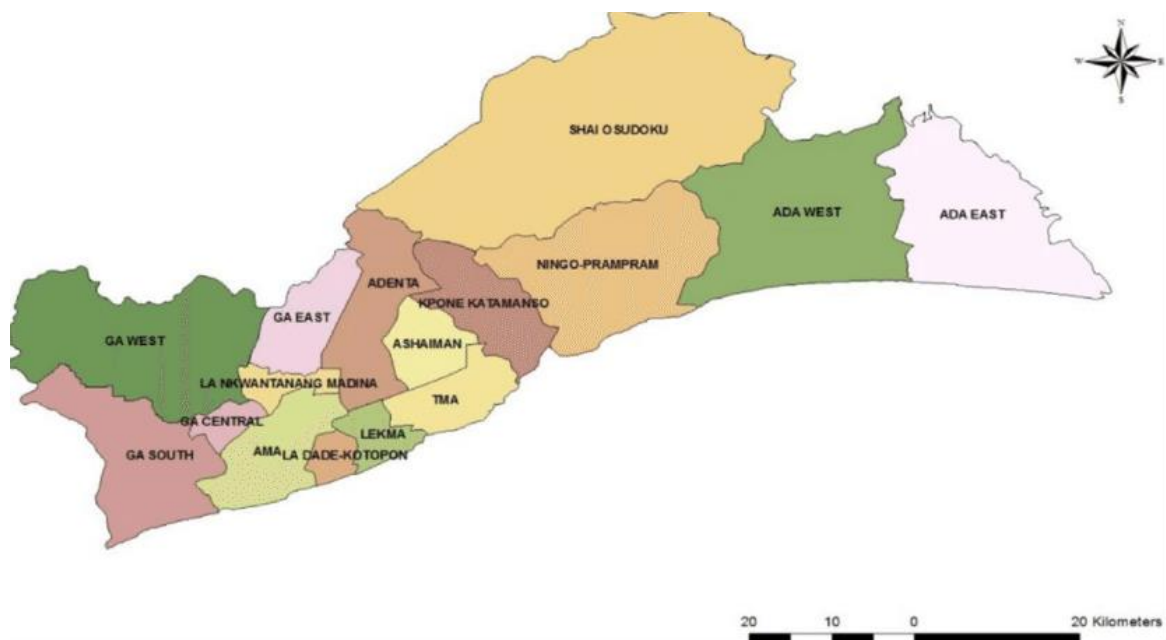 N
W E
S
SHAI OSUDOKU
ADA WEST
ADA EAST
NINGO-PRAMPRAM
ADENTA
KPONE KATAMANSO
GA EAST
GA WEST
ASHAIMAN
LA NKWANTANANG MADINA
TMA
GA CENTRAL
LEKMA
GA SOUTH
AMA
LA DADE-KOTOPON
20 10 0 20 Kilometers